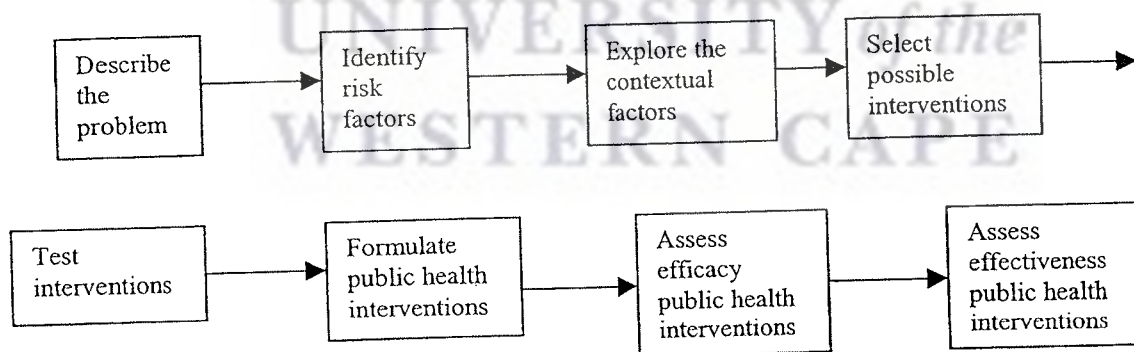 UNIVERSITY of the
WESTERN CAPE
Describe
the
problem
Identify
risk
factors
Explore the
contextual
factors
Select
possible
interventions
Test
interventions
Formulate
public health
interventions
Assess
efficacy
public health
interventions
Assess
effectiveness
public health
interventions